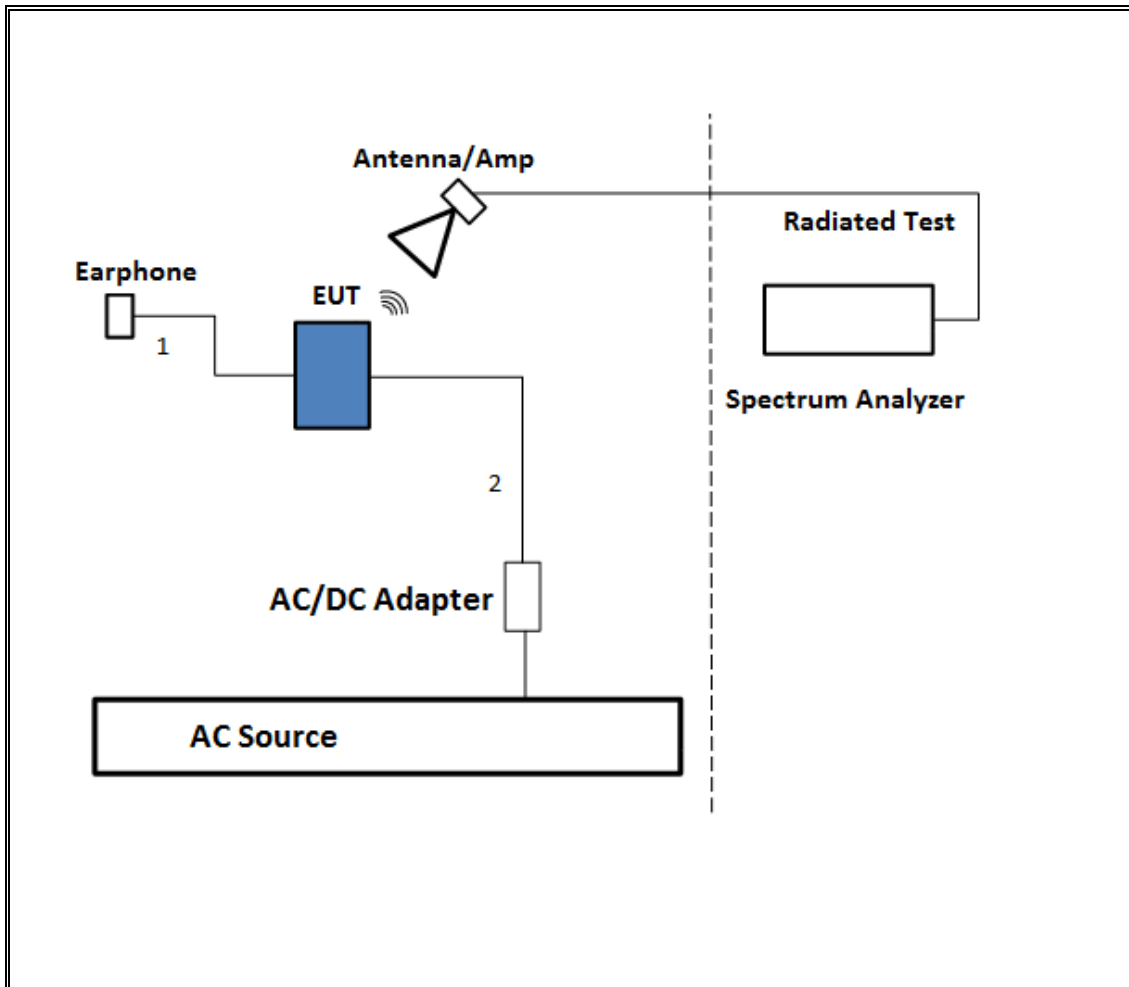 Antenna/Amp
Radiated Test
Earphone
EUT
1
Spectrum Analyzer
2
AC/DC Adapter
AC Source